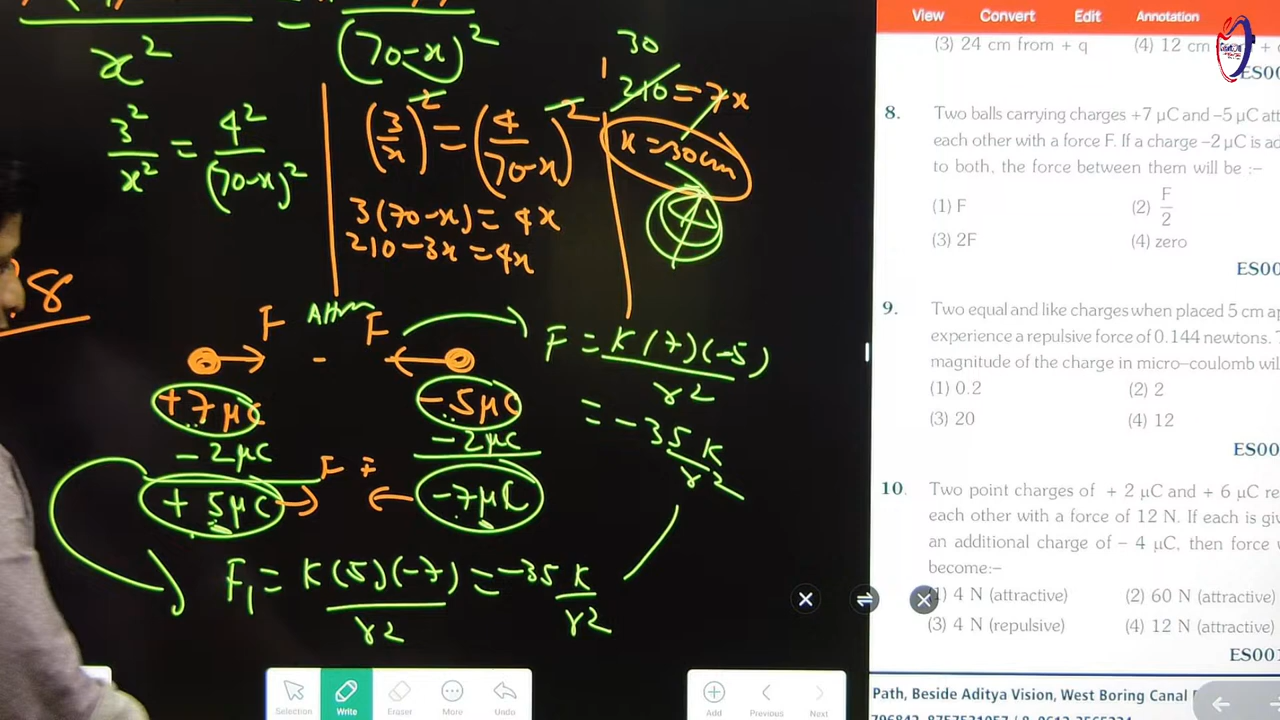 x² = (70-x)²
3²/x² = 4²/(70-x)²
(3/x)² = (4/70-x)²
3(70-x) = 4x
210-3x = 4x
30
210 = 7x
x = 30cm
8
F Attr F
+7μC -5μC
-2μC -2μC
F F
+5μC -7μC
F = K(7)(-5)/r²
= -35 K/r²
F₁ = K(5)(-7)/r² = -35 K/r²
Selection Write Eraser More Undo
Add Previous Next
View Convert Edit Annotation
(3) 24 cm from + q (4) 12 cm
ES00
8. Two balls carrying charges +7 μC and –5 μC
each other with a force F. If a charge –2 μC is
to both, the force between them will be :–
(1) F (2) F/2
(3) 2F (4) zero
ES00
9. Two equal and like charges when placed 5 cm
experience a repulsive force of 0.144 newtons.
magnitude of the charge in micro–coulomb
(1) 0.2 (2) 2
(3) 20 (4) 12
ES00
10. Two point charges of + 2 μC and + 6 μC
each other with a force of 12 N. If each is
an additional charge of – 4 μC, then force
become:–
1) 4 N (attractive) (2) 60 N (attractive)
(3) 4 N (repulsive) (4) 12 N (attractive)
ES001
Path, Beside Aditya Vision, West Boring Canal